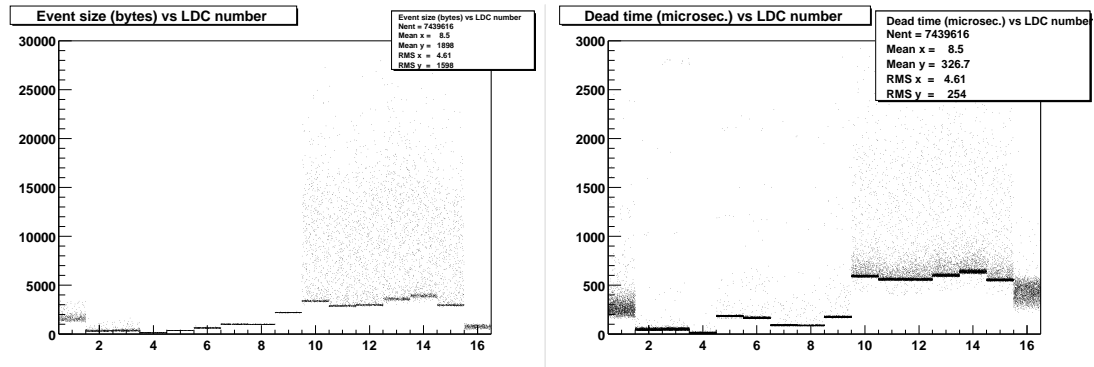 Event size (bytes) vs LDC number
Event size (bytes) vs LDC number
Nent = 7439616
Mean x = 8.5
Mean y = 1898
RMS x = 4.61
RMS y = 1598
30000
25000
20000
15000
10000
5000
0
2 4 6 8 10 12 14 16
Dead time (microsec.) vs LDC number
Dead time (microsec.) vs LDC number
Nent = 7439616
Mean x = 8.5
Mean y = 326.7
RMS x = 4.61
RMS y = 254
3000
2500
2000
1500
1000
500
0
2 4 6 8 10 12 14 16